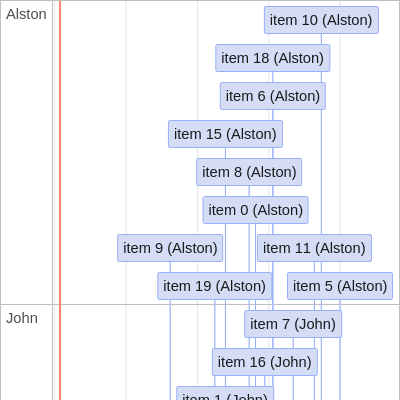 Alston
item 10 (Alston)
item 18 (Alston)
item 6 (Alston)
item 15 (Alston)
item 8 (Alston)
item 0 (Alston)
item 9 (Alston)
item 11 (Alston)
item 19 (Alston)
item 5 (Alston)
John
item 7 (John)
item 16 (John)
item 1 (John)